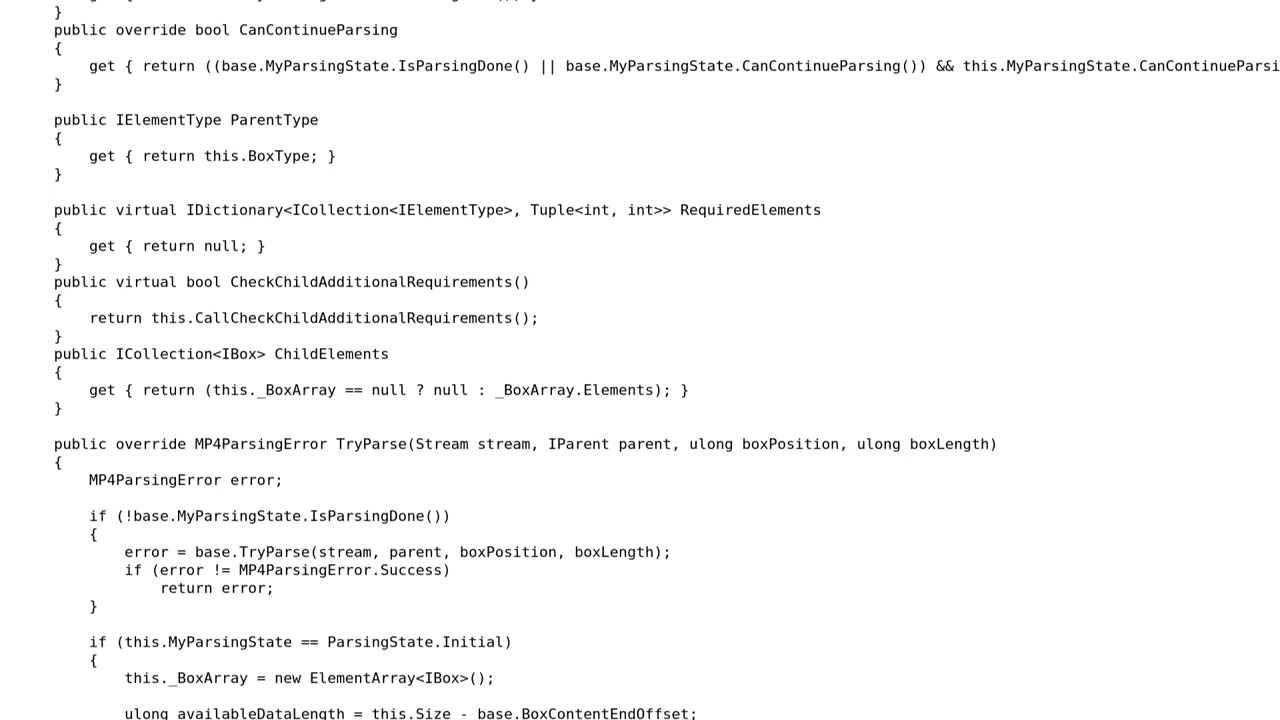 }
public override bool CanContinueParsing
{
    get { return ((base.MyParsingState.IsParsingDone() || base.MyParsingState.CanContinueParsing()) && this.MyParsingState.CanContinueParsi
}

public IElementType ParentType
{
    get { return this.BoxType; }
}

public virtual IDictionary<ICollection<IElementType>, Tuple<int, int>> RequiredElements
{
    get { return null; }
}
public virtual bool CheckChildAdditionalRequirements()
{
    return this.CallCheckChildAdditionalRequirements();
}
public ICollection<IBox> ChildElements
{
    get { return (this._BoxArray == null ? null : _BoxArray.Elements); }
}

public override MP4ParsingError TryParse(Stream stream, IParent parent, ulong boxPosition, ulong boxLength)
{
    MP4ParsingError error;

    if (!base.MyParsingState.IsParsingDone())
    {
        error = base.TryParse(stream, parent, boxPosition, boxLength);
        if (error != MP4ParsingError.Success)
            return error;
    }

    if (this.MyParsingState == ParsingState.Initial)
    {
        this._BoxArray = new ElementArray<IBox>();

        ulong availableDataLength = this.Size - base.BoxContentEndOffset;